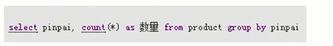 select pinpai, count(*) as 数量 from product group by pinpai